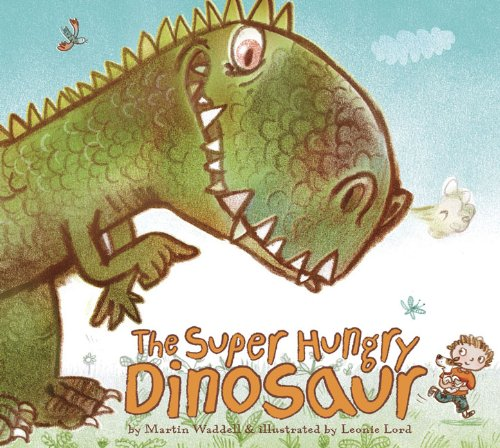 The Super Hungry
Dinosaur
by Martin Waddell & illustrated by Leonie Lord